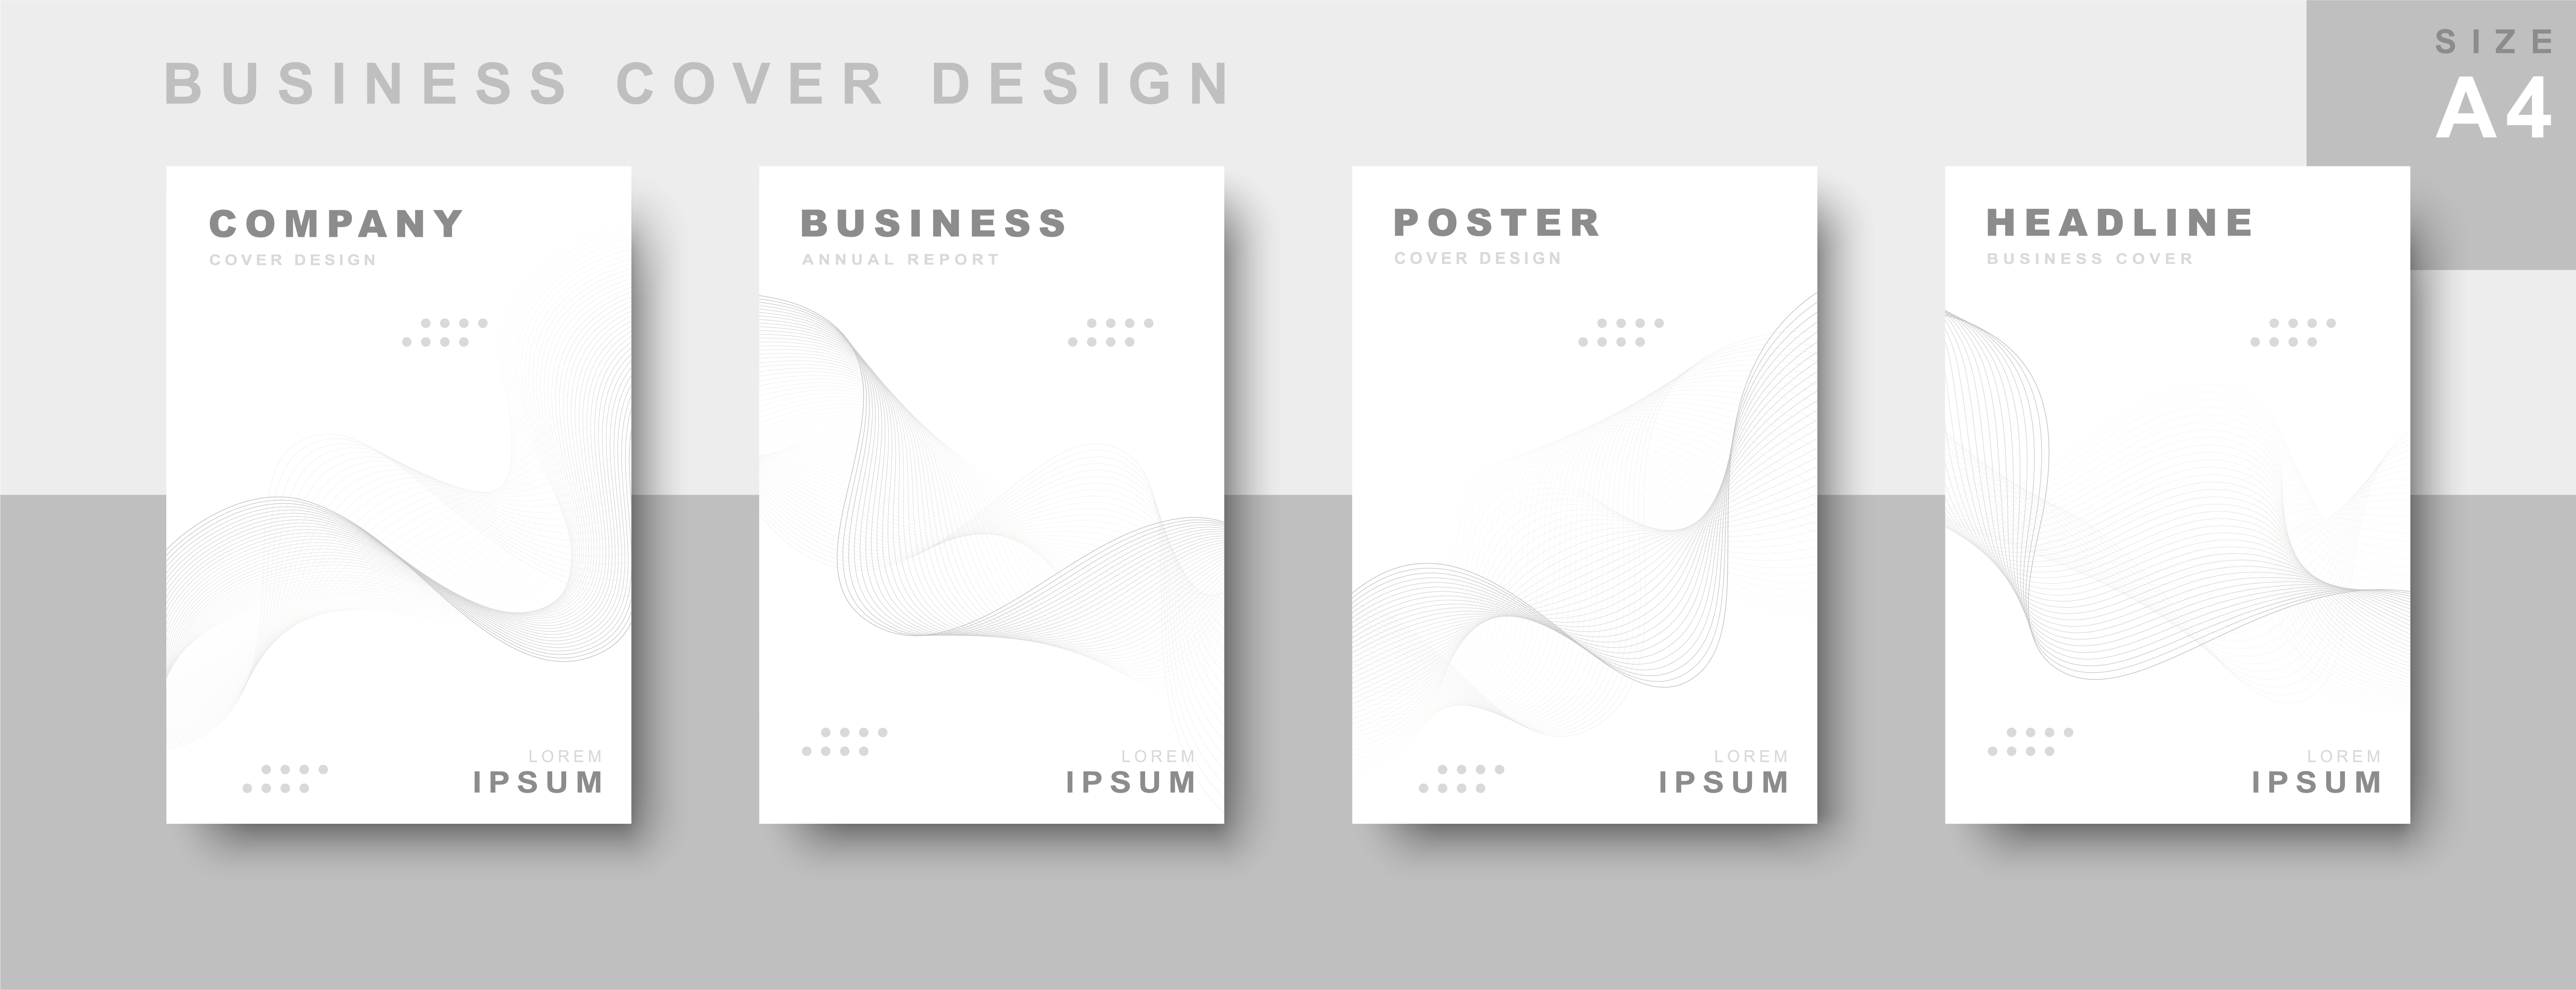 BUSINESS COVER DESIGN
SIZE
A4
COMPANY
COVER DESIGN
LOREM
IPSUM
BUSINESS
ANNUAL REPORT
LOREM
IPSUM
POSTER
COVER DESIGN
LOREM
IPSUM
HEADLINE
BUSINESS COVER
LOREM
IPSUM